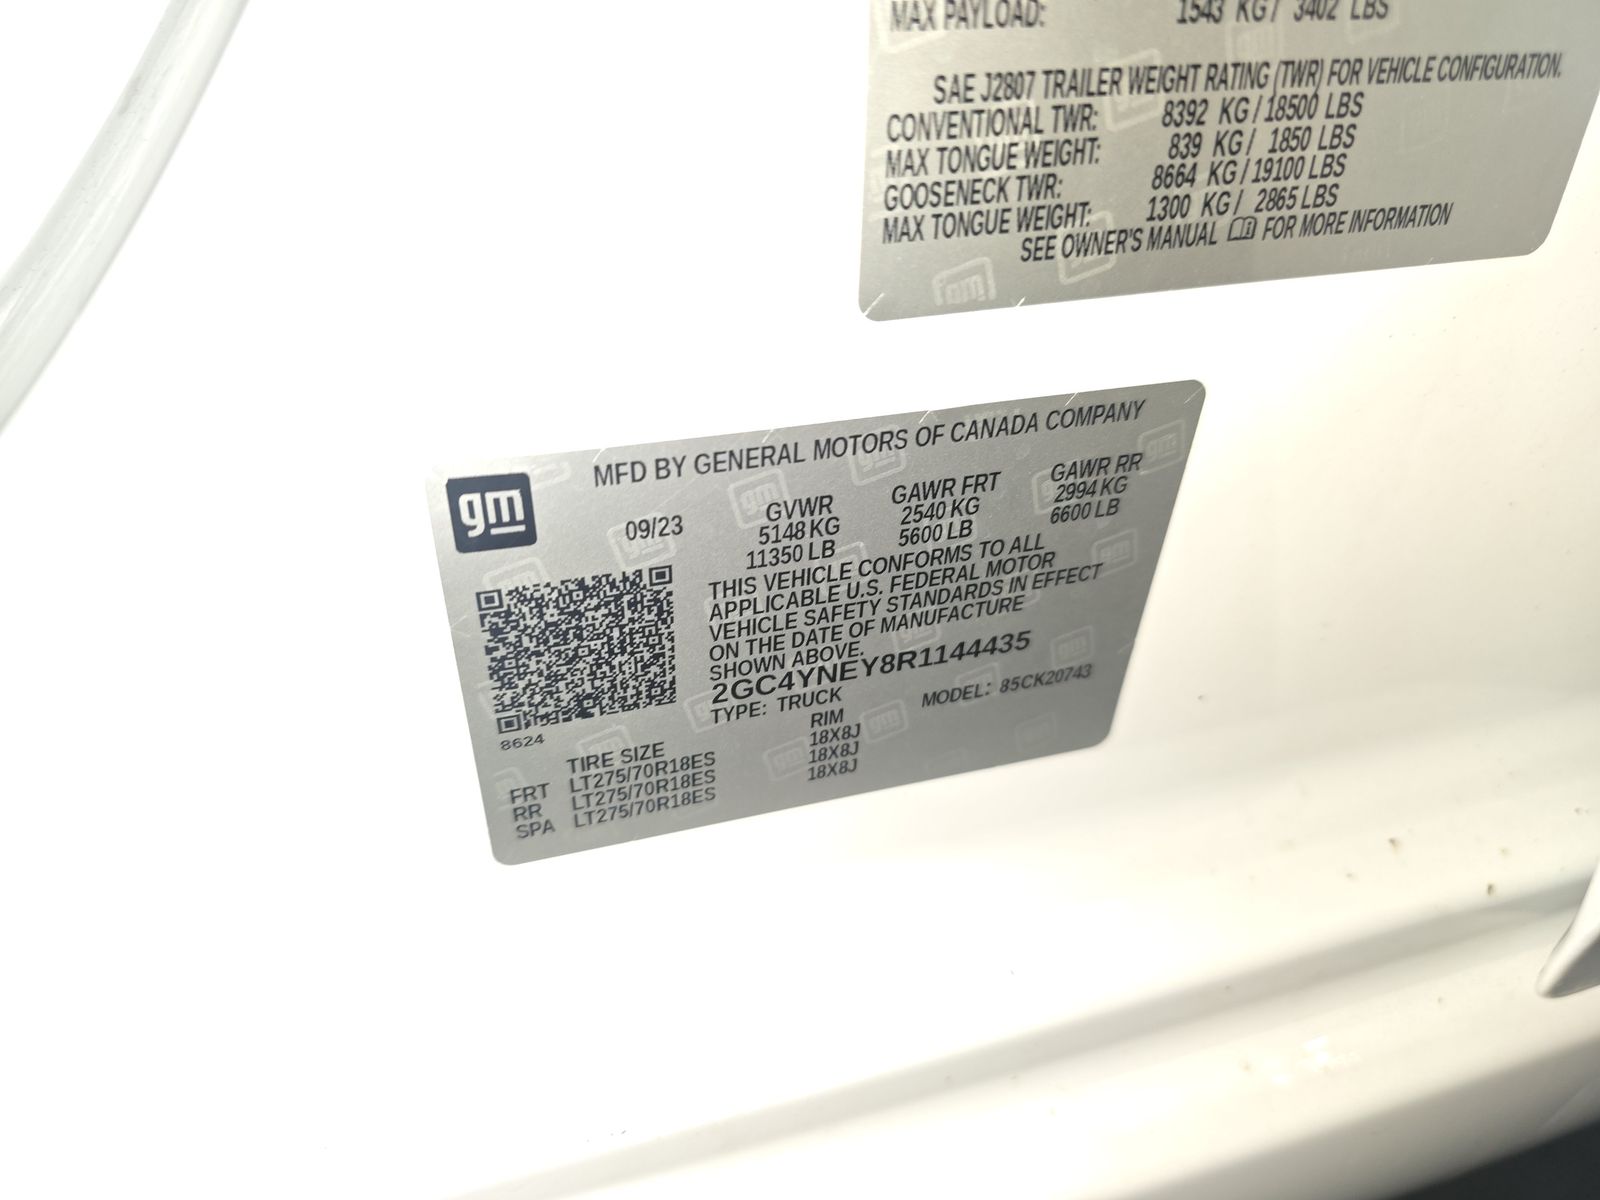 MAX PAYLOAD: 1543 KG / 3402 LBS
SAE J2807 TRAILER WEIGHT RATING (TWR) FOR VEHICLE CONFIGURATION.
CONVENTIONAL TWR: 8392 KG / 18500 LBS
MAX TONGUE WEIGHT: 839 KG / 1850 LBS
GOOSENECK TWR: 8664 KG / 19100 LBS
MAX TONGUE WEIGHT: 1300 KG / 2865 LBS
SEE OWNER'S MANUAL FOR MORE INFORMATION
gm
MFD BY GENERAL MOTORS OF CANADA COMPANY
09/23 GVWR GAWR FRT GAWR RR
5148 KG 2540 KG 2994 KG
11350 LB 5600 LB 6600 LB
THIS VEHICLE CONFORMS TO ALL
APPLICABLE U.S. FEDERAL MOTOR
VEHICLE SAFETY STANDARDS IN EFFECT
ON THE DATE OF MANUFACTURE
SHOWN ABOVE.
2GC4YNEY8R1144435
TYPE: TRUCK MODEL: 85CK20743
8624
TIRE SIZE RIM
FRT LT275/70R18ES 18X8J
RR LT275/70R18ES 18X8J
SPA LT275/70R18ES 18X8J